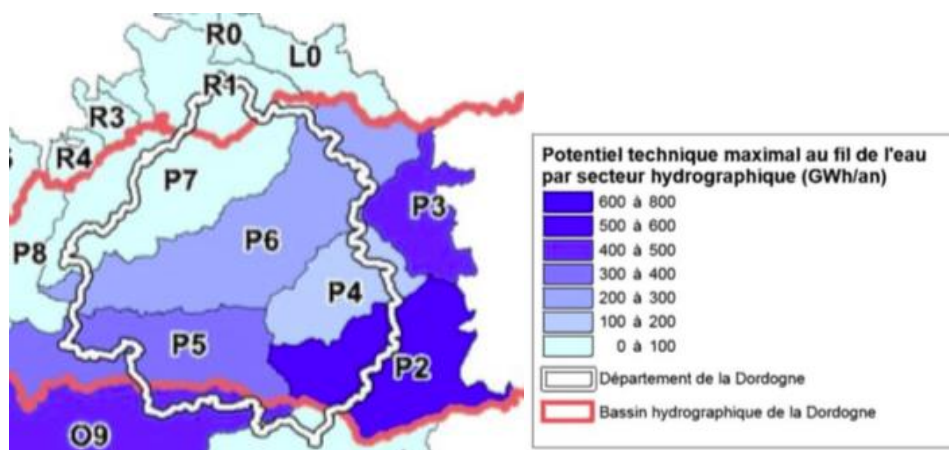 R0
L0
R1
R3
R4
P7
P3
P6
P8
P4
P5
P2
O9
Potentiel technique maximal au fil de l'eau
par secteur hydrographique (GWh/an)
600 à 800
500 à 600
400 à 500
300 à 400
200 à 300
100 à 200
0 à 100
Département de la Dordogne
Bassin hydrographique de la Dordogne